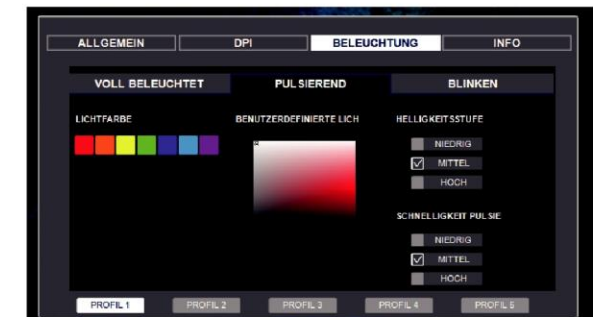 ALLGEMEIN DPI BELEUCHTUNG INFO
VOLL BELEUCHTET PULSIEREND BLINKEN
LICHTFARBE BENUTZERDEFINIERTE LICH HELLIGKEITSSTUFE
NIEDRIG
MITTEL
HOCH
SCHNELLIGKEIT PULSIE
NIEDRIG
MITTEL
HOCH
PROFIL 1 PROFIL 2 PROFIL 3 PROFIL 4 PROFIL 5